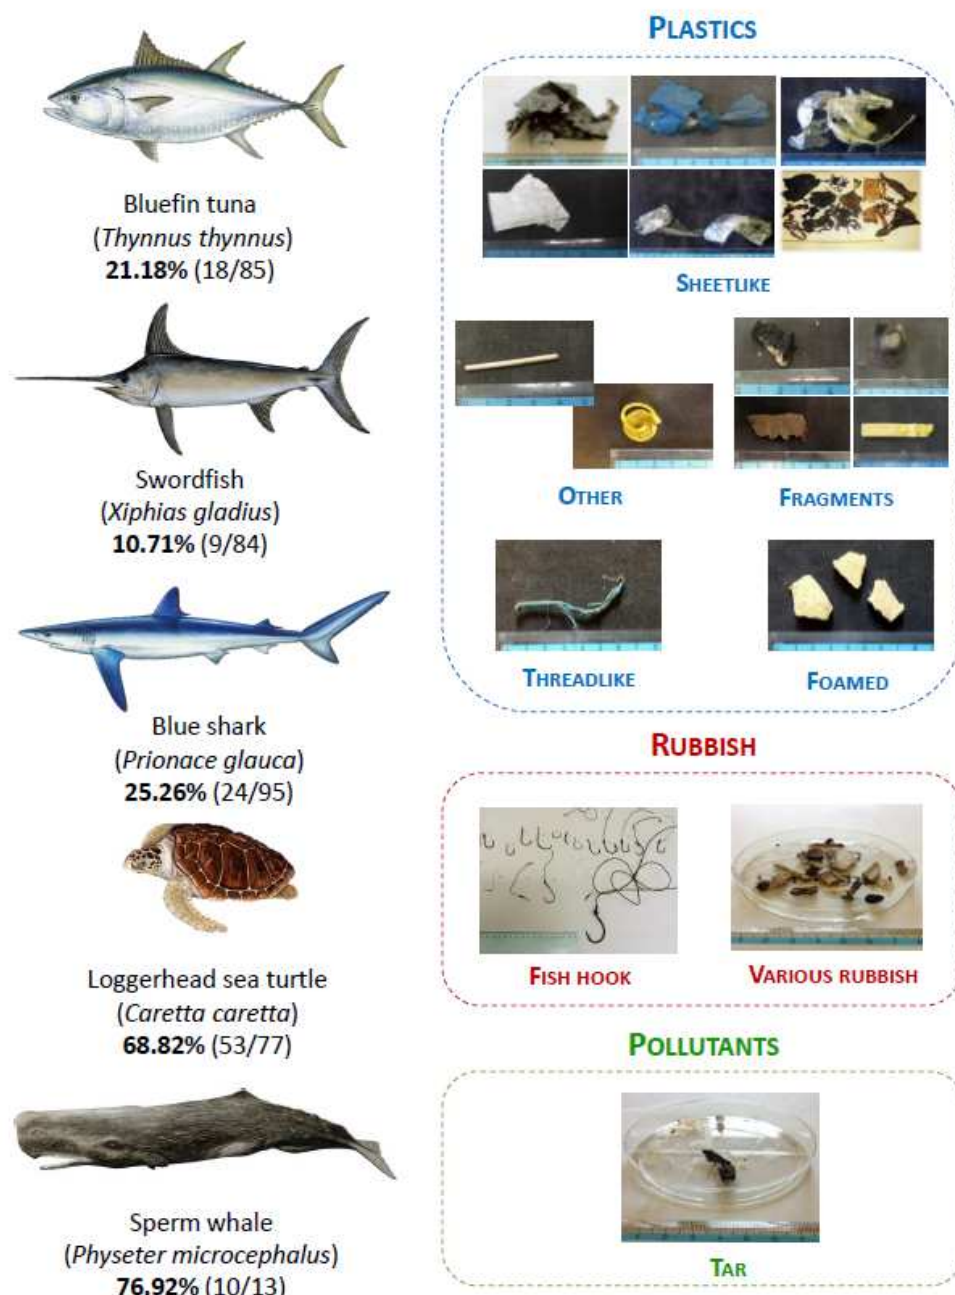 Bluefin tuna
(Thynnus thynnus)
21.18% (18/85)
Swordfish
(Xiphias gladius)
10.71% (9/84)
Blue shark
(Prionace glauca)
25.26% (24/95)
Loggerhead sea turtle
(Caretta caretta)
68.82% (53/77)
Sperm whale
(Physeter microcephalus)
76.92% (10/13)
PLASTICS
SHEETLIKE
OTHER
FRAGMENTS
THREADLIKE
FOAMED
RUBBISH
FISH HOOK
VARIOUS RUBBISH
POLLUTANTS
TAR